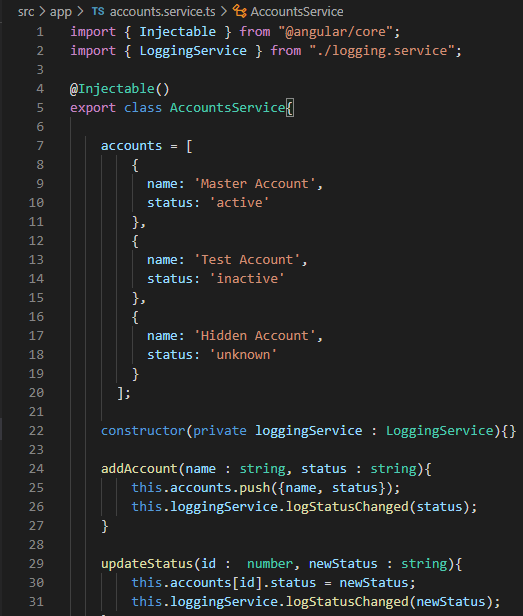 src > app > TS accounts.service.ts > AccountsService
1 import { Injectable } from "@angular/core";
2 import { LoggingService } from "./logging.service";
3
4 @Injectable()
5 export class AccountsService{
6
7     accounts = [
8         {
9           name: 'Master Account',
10           status: 'active'
11         },
12         {
13           name: 'Test Account',
14           status: 'inactive'
15         },
16         {
17           name: 'Hidden Account',
18           status: 'unknown'
19         }
20       ];
21
22     constructor(private loggingService : LoggingService){}
23
24     addAccount(name : string, status : string){
25         this.accounts.push({name, status});
26         this.loggingService.logStatusChanged(status);
27     }
28
29     updateStatus(id :  number, newStatus : string){
30         this.accounts[id].status = newStatus;
31         this.loggingService.logStatusChanged(newStatus);